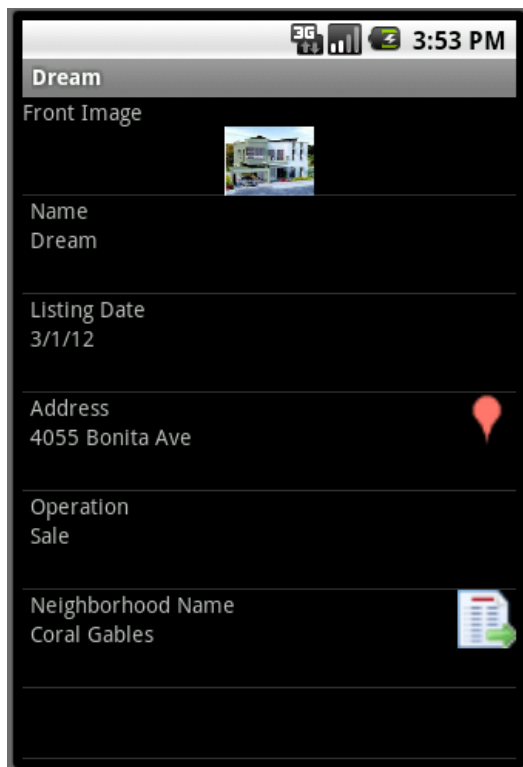 3G
3:53 PM
Dream
Front Image
Name
Dream
Listing Date
3/1/12
Address
4055 Bonita Ave
Operation
Sale
Neighborhood Name
Coral Gables